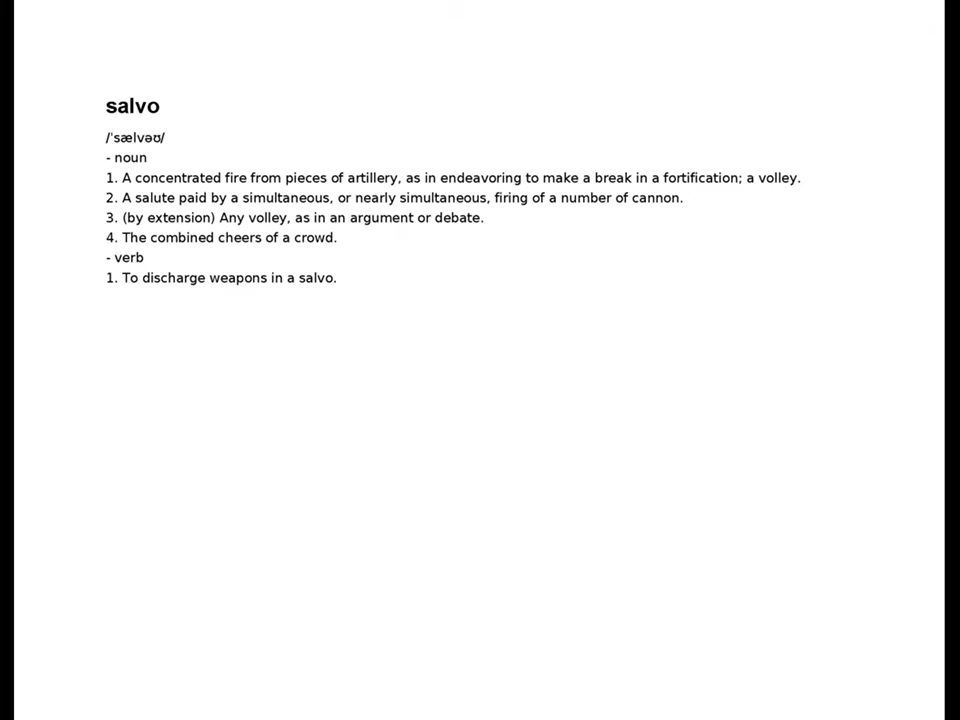 salvo
/ˈsælvəʊ/
- noun
1. A concentrated fire from pieces of artillery, as in endeavoring to make a break in a fortification; a volley.
2. A salute paid by a simultaneous, or nearly simultaneous, firing of a number of cannon.
3. (by extension) Any volley, as in an argument or debate.
4. The combined cheers of a crowd.
- verb
1. To discharge weapons in a salvo.